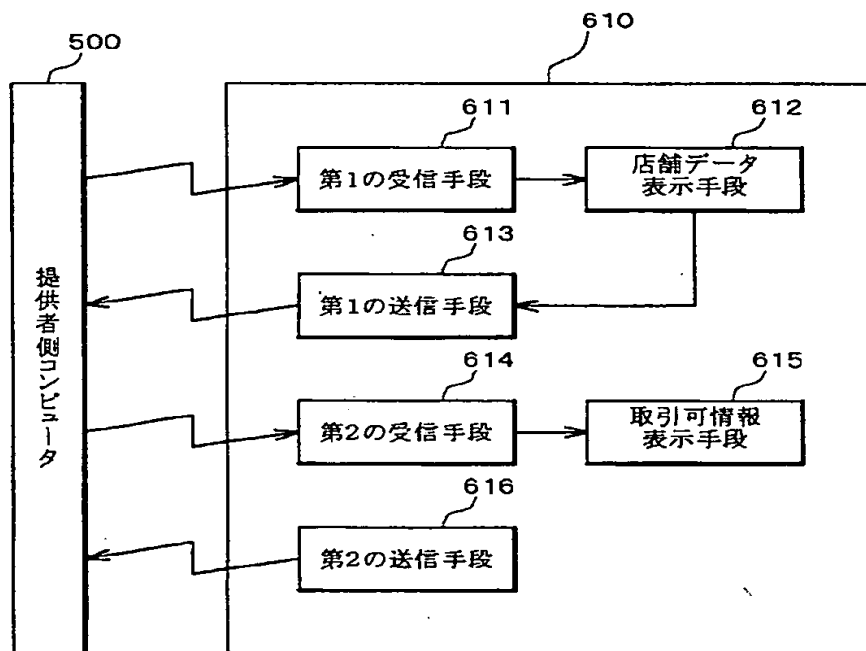 500
610
611
612
第1の受信手段
店舗データ
表示手段
613
第1の送信手段
提供者側コンピュータ
614
615
第2の受信手段
取引可情報
表示手段
616
第2の送信手段